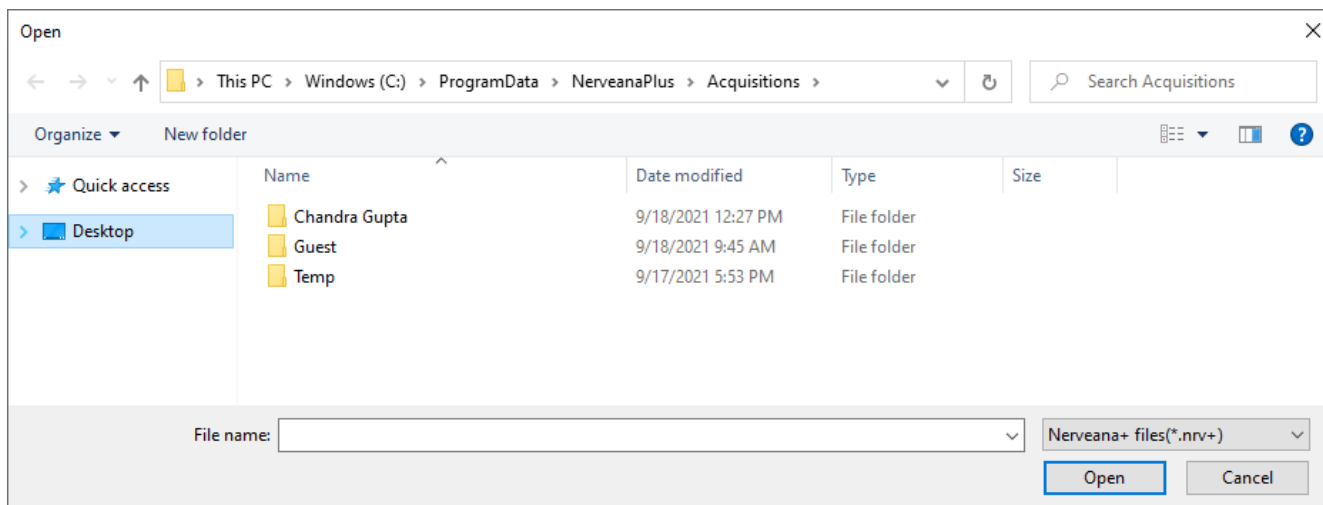 Open
This PC > Windows (C:) > ProgramData > NerveanaPlus > Acquisitions >
Search Acquisitions
Organize
New folder
Name Date modified Type Size
Quick access
Desktop
Chandra Gupta 9/18/2021 12:27 PM File folder
Guest 9/18/2021 9:45 AM File folder
Temp 9/17/2021 5:53 PM File folder
File name:
Nerveana+ files(*.nrv+)
Open Cancel